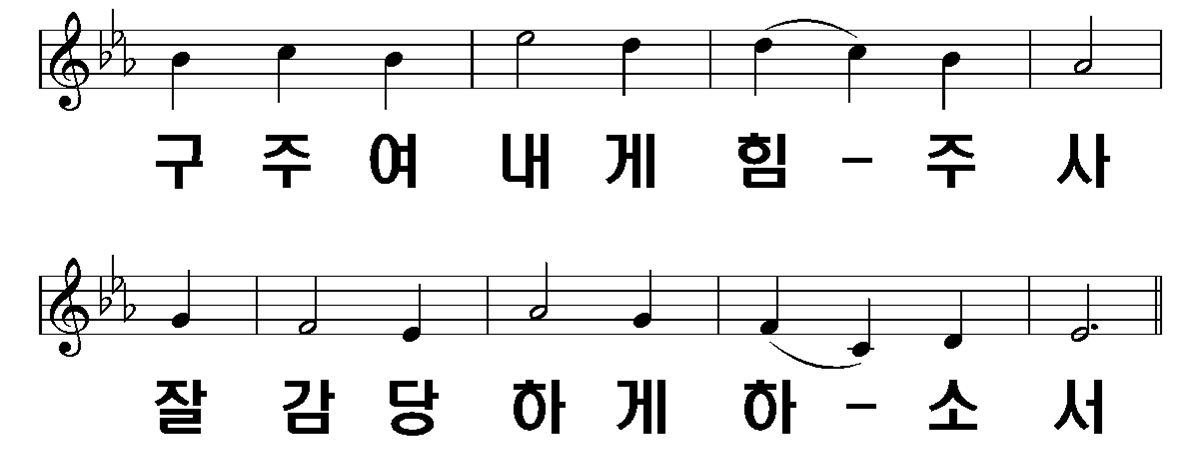 구 주 여 내 게 힘 - 주 사
잘 감 당 하 게 하 - 소 서